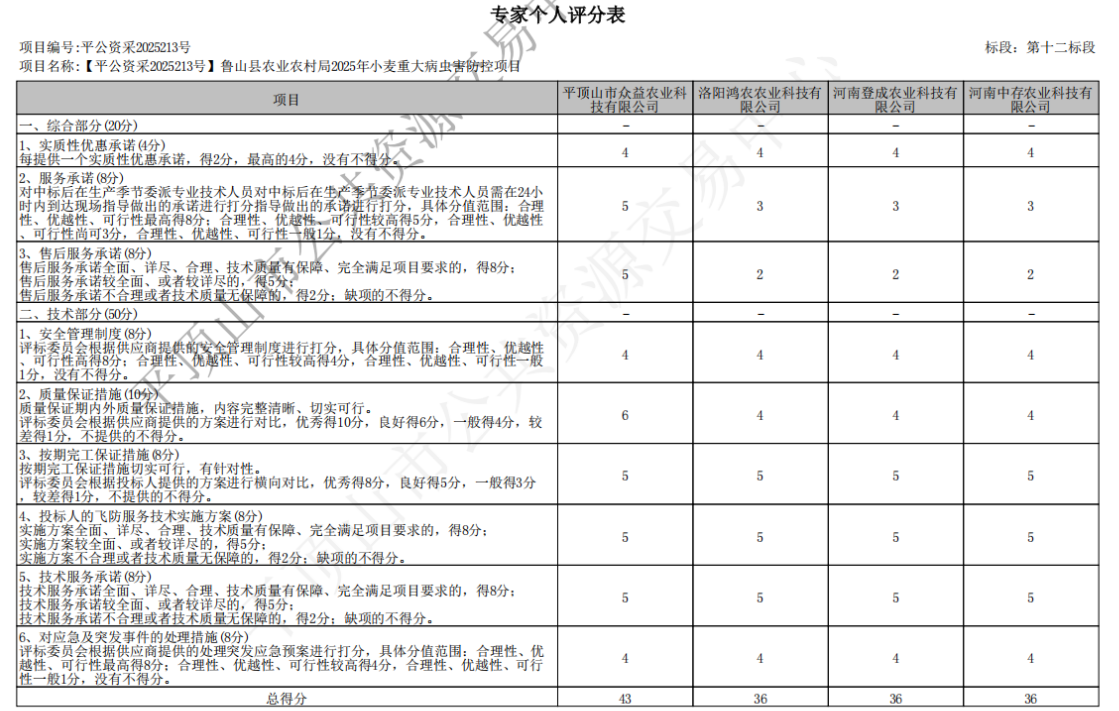 专家个人评分表
项目编号:平公资采2025213号
标段：第十二标段
项目名称:【平公资采2025213号】鲁山县农业农村局2025年小麦重大病虫害防控项目
项目 平顶山市众益农业科技有限公司 洛阳鸿农农业科技有限公司 河南登成农业科技有限公司 河南中存农业科技有限公司
一、综合部分(20分) - - - -
1、实质性优惠承诺(4分)
每提供一个实质性优惠承诺，得2分，最高的4分，没有不得分。
4 4 4 4
2、服务承诺(8分)
对中标后在生产季节委派专业技术人员对中标后在生产季节委派专业技术人员需在24小
时内到达现场指导做出的承诺进行打分指导做出的承诺进行打分，具体分值范围：合理
性、优越性、可行性最高得8分；合理性、优越性、可行性较高得5分，合理性、优越性
、可行性尚可3分，合理性、优越性、可行性一般1分，没有不得分。
5 3 3 3
3、售后服务承诺(8分)
售后服务承诺全面、详尽、合理、技术质量有保障、完全满足项目要求的，得8分；
售后服务承诺较全面、或者较详尽的，得5分；
售后服务承诺不合理或者技术质量无保障的，得2分；缺项的不得分。
5 2 2 2
二、技术部分(50分) - - - -
1、安全管理制度(8分)
评标委员会根据供应商提供的安全管理制度进行打分，具体分值范围：合理性、优越性
、可行性高得8分；合理性、优越性、可行性较高得4分，合理性、优越性、可行性一般
1分，没有不得分。
4 4 4 4
2、质量保证措施(10分)
质量保证期内外质量保证措施，内容完整清晰、切实可行。
评标委员会根据供应商提供的方案进行对比，优秀得10分，良好得6分，一般得4分，较
差得1分，不提供的不得分。
6 4 4 4
3、按期完工保证措施(8分)
按期完工保证措施切实可行，有针对性。
评标委员会根据投标人提供的方案进行横向对比，优秀得8分，良好得5分，一般得3分
，较差得1分，不提供的不得分。
5 5 5 5
4、投标人的飞防服务技术实施方案(8分)
实施方案全面、详尽、合理、技术质量有保障、完全满足项目要求的，得8分；
实施方案较全面、或者较详尽的，得5分；
实施方案不合理或者技术质量无保障的，得2分；缺项的不得分。
5 5 5 5
5、技术服务承诺(8分)
技术服务承诺全面、详尽、合理、技术质量有保障、完全满足项目要求的，得8分；
技术服务承诺较全面、或者较详尽的，得5分；
技术服务承诺不合理或者技术质量无保障的，得2分；缺项的不得分。
5 5 5 5
6、对应急及突发事件的处理措施(8分)
评标委员会根据供应商提供的处理突发应急预案进行打分，具体分值范围：合理性、优
越性、可行性最高得8分；合理性、优越性、可行性较高得4分，合理性、优越性、可行
性一般1分，没有不得分。
4 4 4 4
总得分 43 36 36 36
平顶山市公共资源交易中心
平顶山市公共资源交易中心